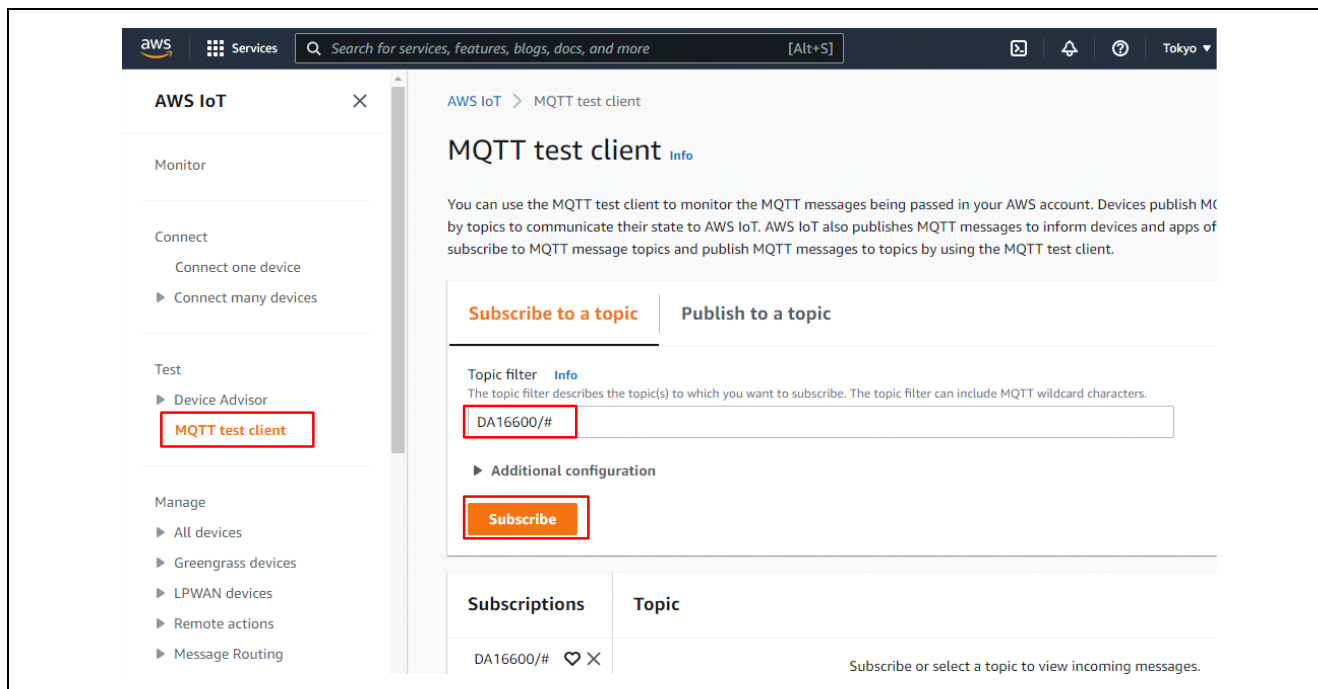 aws
Services
Search for services, features, blogs, docs, and more
[Alt+S]
Tokyo
AWS IoT
Monitor
Connect
Connect one device
Connect many devices
Test
Device Advisor
MQTT test client
Manage
All devices
Greengrass devices
LPWAN devices
Remote actions
Message Routing
AWS IoT > MQTT test client
MQTT test client Info
You can use the MQTT test client to monitor the MQTT messages being passed in your AWS account. Devices publish
by topics to communicate their state to AWS IoT. AWS IoT also publishes MQTT messages to inform devices and apps of
subscribe to MQTT message topics and publish MQTT messages to topics by using the MQTT test client.
Subscribe to a topic
Publish to a topic
Topic filter Info
The topic filter describes the topic(s) to which you want to subscribe. The topic filter can include MQTT wildcard characters.
DA16600/#
Additional configuration
Subscribe
Subscriptions
Topic
DA16600/#
Subscribe or select a topic to view incoming messages.